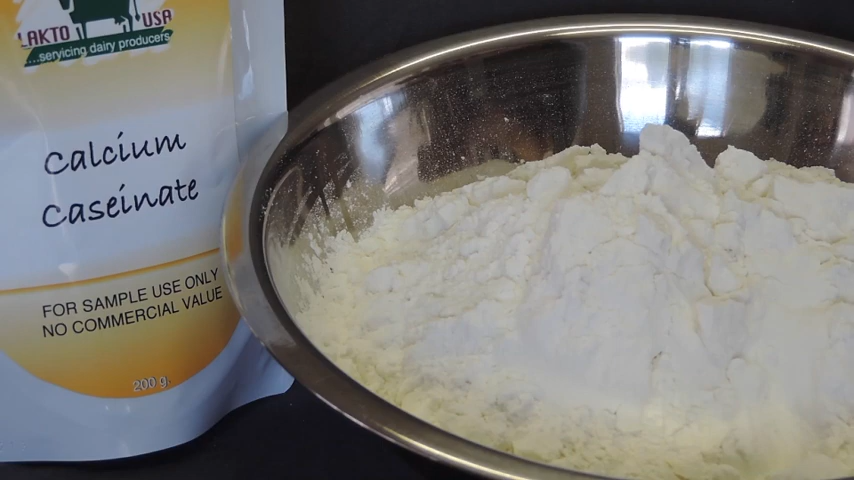 LAKTO USA
....servicing dairy producers
Calcium
Caseinate
FOR SAMPLE USE ONLY
NO COMMERCIAL VALUE
200 g.